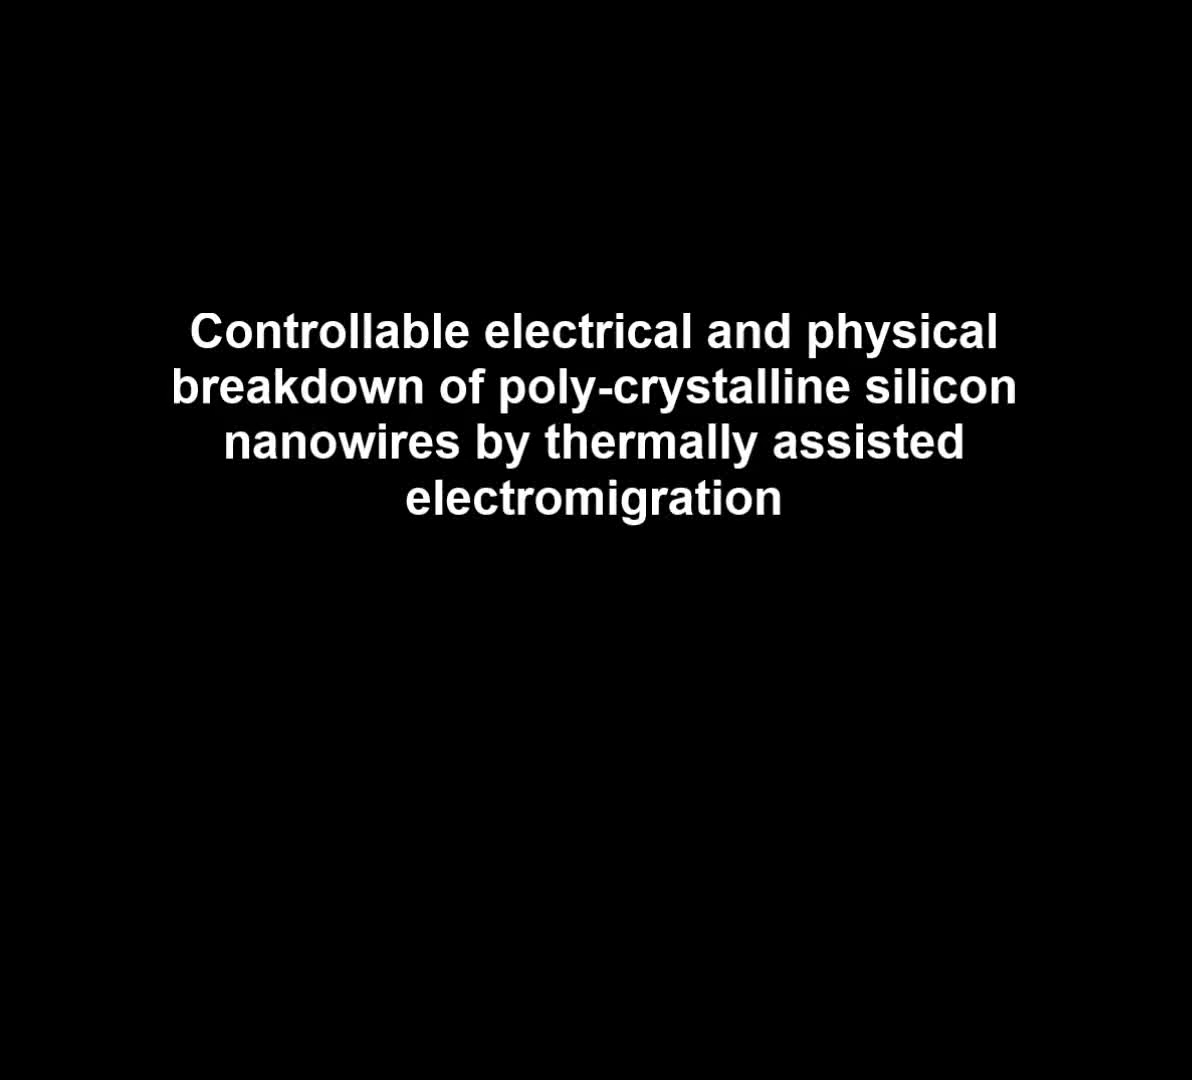 Controllable electrical and physical
breakdown of poly-crystalline silicon
nanowires by thermally assisted
electromigration